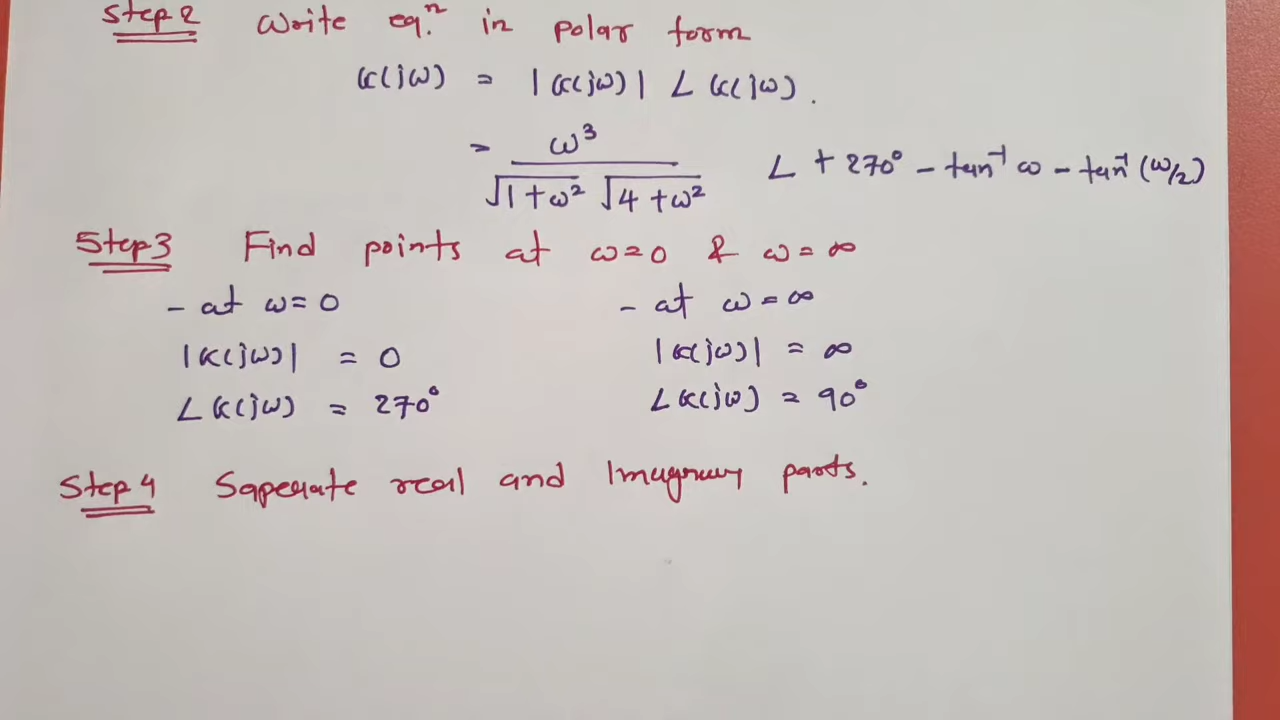 Step 2 Write eqⁿ. in polar form
G(jω) = |G(jω)| ∠ G(jω).
= ω³ / √1+ω² √4+ω² ∠ +270° - tan⁻¹ ω - tan⁻¹ (ω/2)
Step 3 Find points at ω=0 & ω=∞
- at ω=0 - at ω=∞
|G(jω)| = 0 |G(jω)| = ∞
∠G(jω) = 270° ∠G(jω) = 90°
Step 4 Saperate real and Imaginary parts.